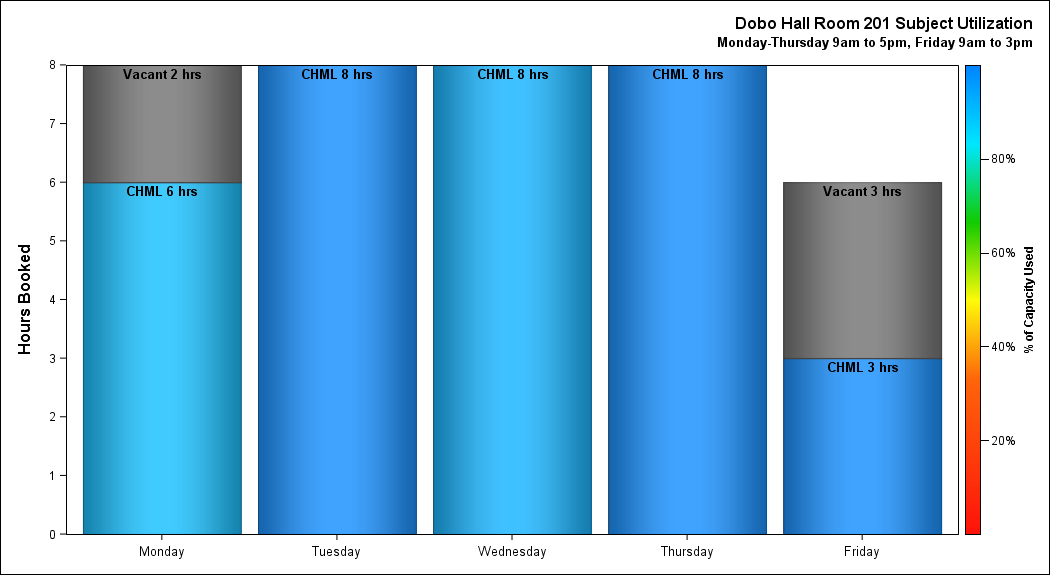 Dobo Hall Room 201 Subject Utilization
Monday-Thursday 9am to 5pm, Friday 9am to 3pm
Hours Booked
8
7
6
5
4
3
2
1
0
Vacant 2 hrs
CHML 6 hrs
CHML 8 hrs
CHML 8 hrs
CHML 8 hrs
Vacant 3 hrs
CHML 3 hrs
Monday
Tuesday
Wednesday
Thursday
Friday
80%
60%
40%
20%
% of Capacity Used